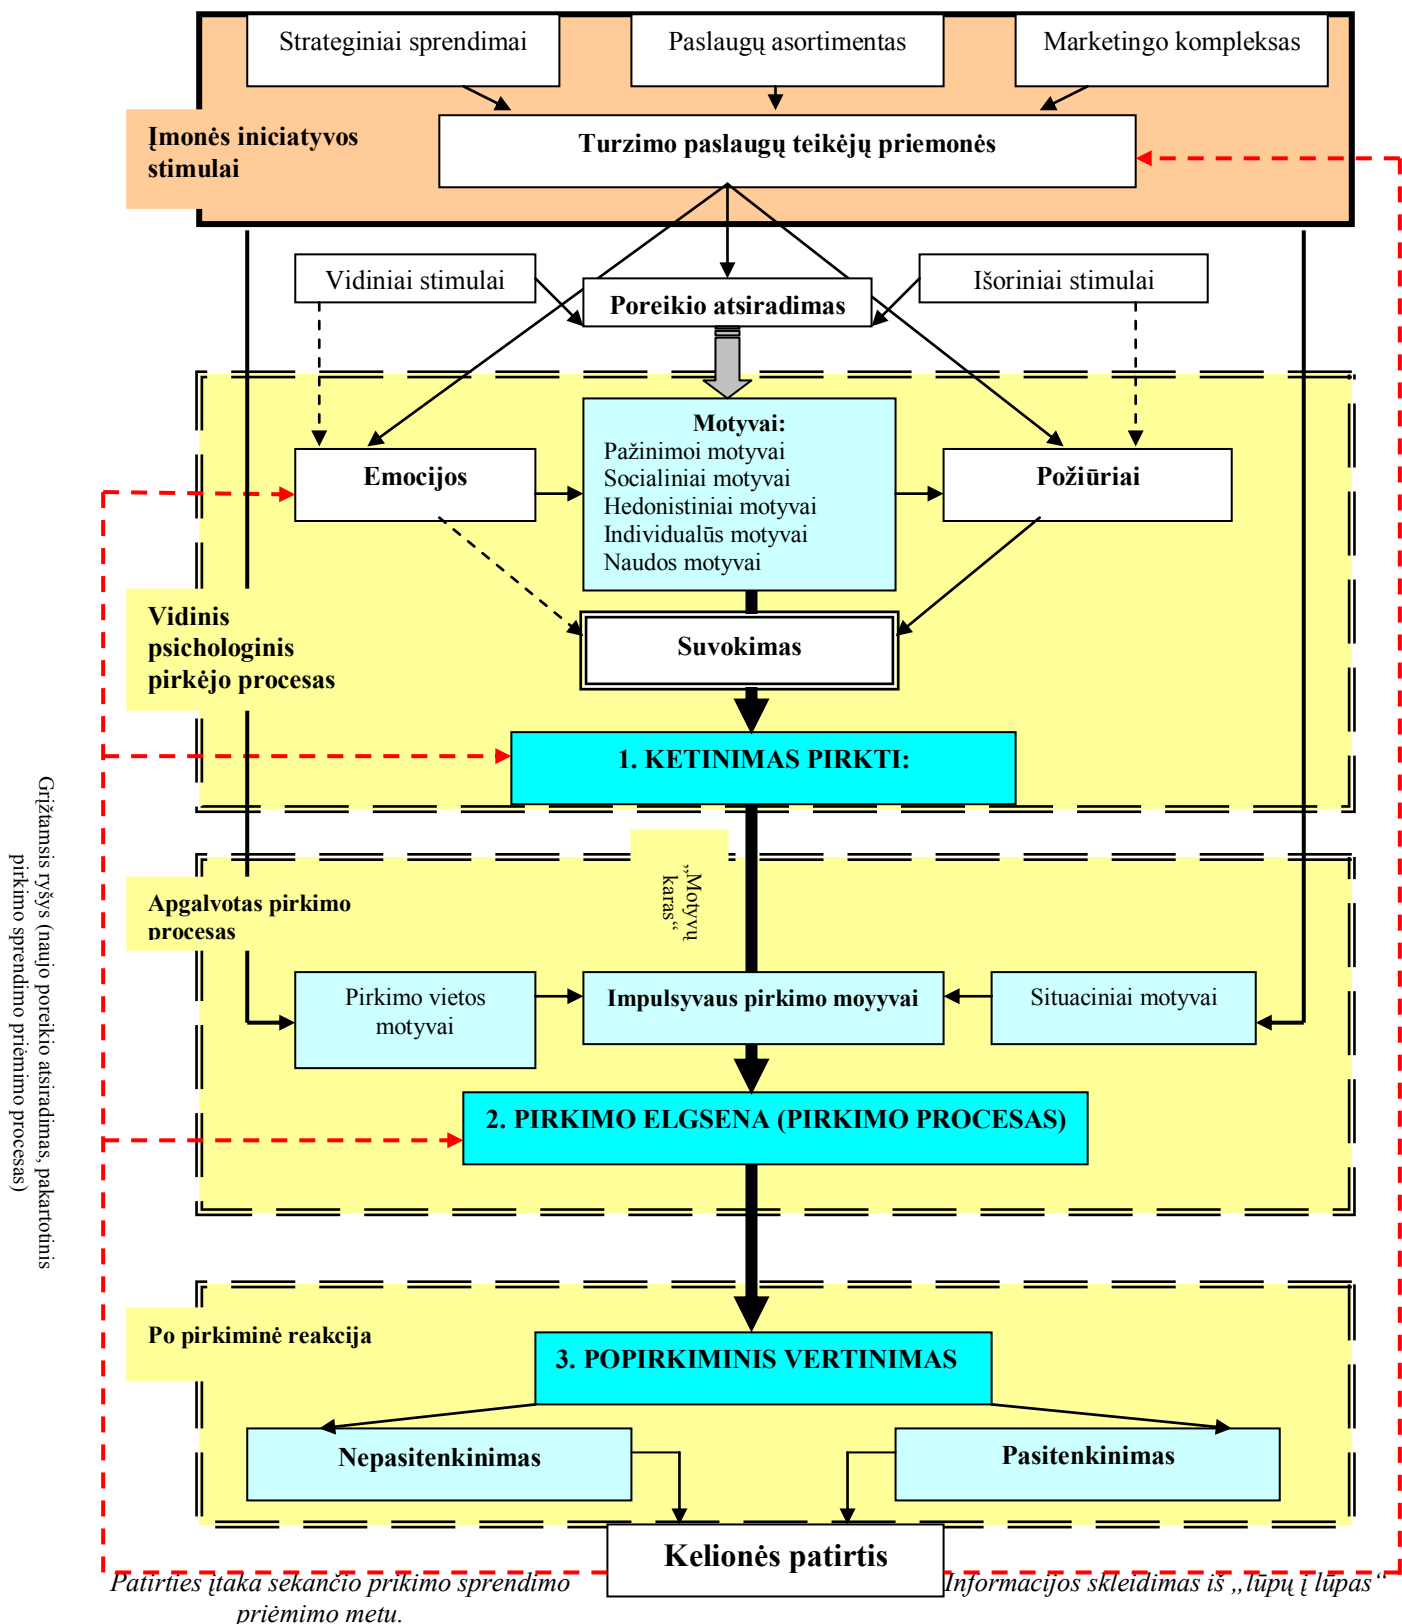 Strateginiai sprendimai
Paslaugų asortimentas
Marketingo kompleksas
Įmonės iniciatyvos
stimulai
Turzimo paslaugų teikėjų priemonės
Vidiniai stimulai
Poreikio atsiradimas
Išoriniai stimulai
Emocijos
Motyvai:
Pažinimoi motyvai
Socialiniai motyvai
Hedonistiniai motyvai
Individualūs motyvai
Naudos motyvai
Požiūriai
Vidinis
psichologinis
pirkėjo procesas
Suvokimas
1. KETINIMAS PIRKTI:
„Motyvų
karas“
Apgalvotas pirkimo
procesas
Pirkimo vietos
motyvai
Impulsyvaus pirkimo moyyvai
Situaciniai motyvai
2. PIRKIMO ELGSENA (PIRKIMO PROCESAS)
Grįžtamsis ryšys (naujo poreikio atsiradimas, pakartotinis
pirkimo sprendimo priėmimo procesas)
Po pirkiminė reakcija
3. POPIRKIMINIS VERTINIMAS
Nepasitenkinimas
Pasitenkinimas
Kelionės patirtis
Patirties įtaka sekančio prikimo sprendimo
priėmimo metu.
Informacijos skleidimas iš „lūpų į lūpas“